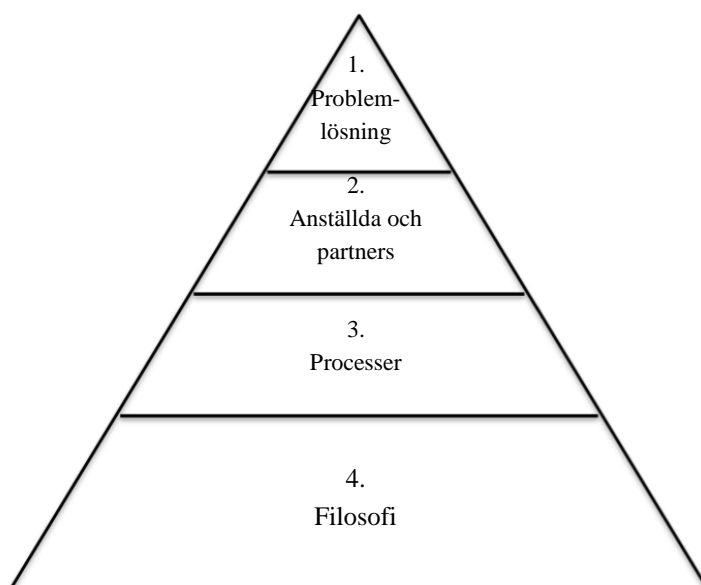 1.
Problem-
lösning
2.
Anställda och
partners
3.
Processer
4.
Filosofi